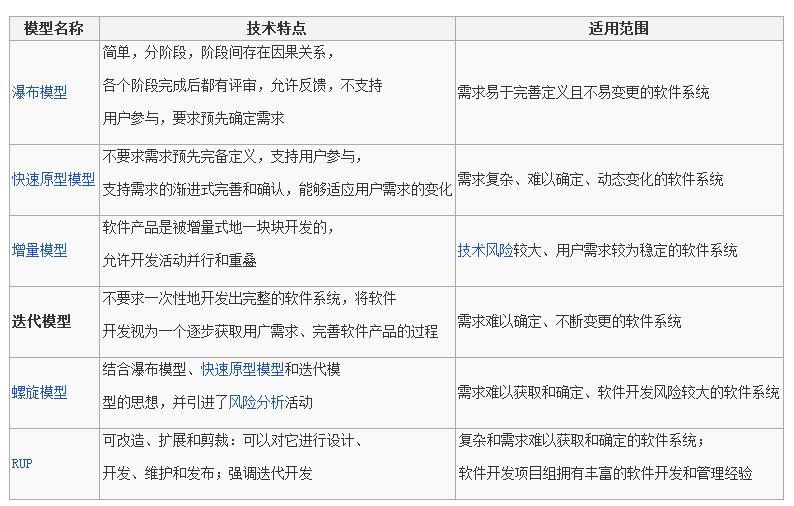 模型名称 技术特点 适用范围
瀑布模型
简单，分阶段，阶段间存在因果关系，
各个阶段完成后都有评审，允许反馈，不支持
用户参与，要求预先确定需求
需求易于完善定义且不易变更的软件系统
快速原型模型
不要求需求预先完备定义，支持用户参与，
支持需求的渐进式完善和确认，能够适应用户需求的变化
需求复杂、难以确定、动态变化的软件系统
增量模型
软件产品是被增量式地一块块开发的，
允许开发活动并行和重叠
技术风险较大、用户需求较为稳定的软件系统
迭代模型
不要求一次性地开发出完整的软件系统，将软件
开发视为一个逐步获取用广需求、完善软件产品的过程
需求难以确定、不断变更的软件系统
螺旋模型
结合瀑布模型、快速原型模型和迭代模
型的思想，并引进了风险分析活动
需求难以获取和确定、软件开发风险较大的软件系统
RUP
可改造、扩展和剪裁：可以对它进行设计、
开发、维护和发布；强调迭代开发
复杂和需求难以获取和确定的软件系统；
软件开发项目组拥有丰富的软件开发和管理经验